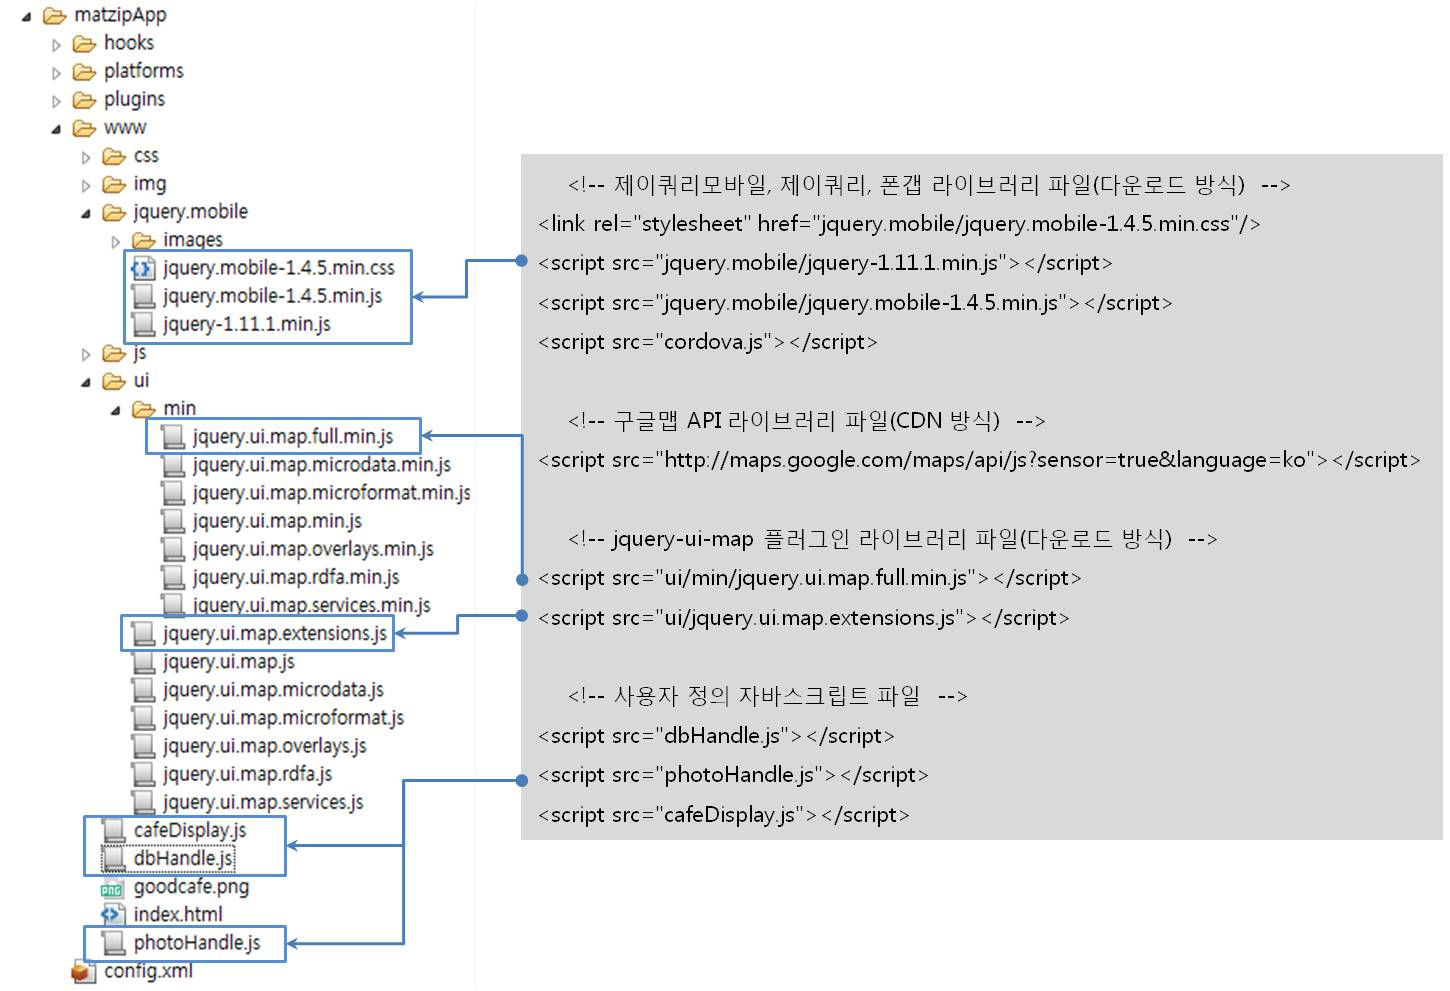 matzipApp
hooks
platforms
plugins
www
css
img
jquery.mobile
images
jquery.mobile-1.4.5.min.css
jquery.mobile-1.4.5.min.js
jquery-1.11.1.min.js
js
ui
min
jquery.ui.map.full.min.js
jquery.ui.map.microdata.min.js
jquery.ui.map.microformat.min.js
jquery.ui.map.min.js
jquery.ui.map.overlays.min.js
jquery.ui.map.rdfa.min.js
jquery.ui.map.services.min.js
jquery.ui.map.extensions.js
jquery.ui.map.js
jquery.ui.map.microdata.js
jquery.ui.map.microformat.js
jquery.ui.map.overlays.js
jquery.ui.map.rdfa.js
jquery.ui.map.services.js
cafeDisplay.js
dbHandle.js
goodcafe.png
index.html
photoHandle.js
config.xml
<!-- 제이쿼리모바일, 제이쿼리, 폰갭 라이브러리 파일(다운로드 방식) -->
<link rel="stylesheet" href="jquery.mobile/jquery.mobile-1.4.5.min.css"/>
<script src="jquery.mobile/jquery-1.11.1.min.js"></script>
<script src="jquery.mobile/jquery.mobile-1.4.5.min.js"></script>
<script src="cordova.js"></script>
<!-- 구글맵 API 라이브러리 파일(CDN 방식) -->
<script src="http://maps.google.com/maps/api/js?sensor=true&language=ko"></script>
<!-- jquery-ui-map 플러그인 라이브러리 파일(다운로드 방식) -->
<script src="ui/min/jquery.ui.map.full.min.js"></script>
<script src="ui/jquery.ui.map.extensions.js"></script>
<!-- 사용자 정의 자바스크립트 파일 -->
<script src="dbHandle.js"></script>
<script src="photoHandle.js"></script>
<script src="cafeDisplay.js"></script>